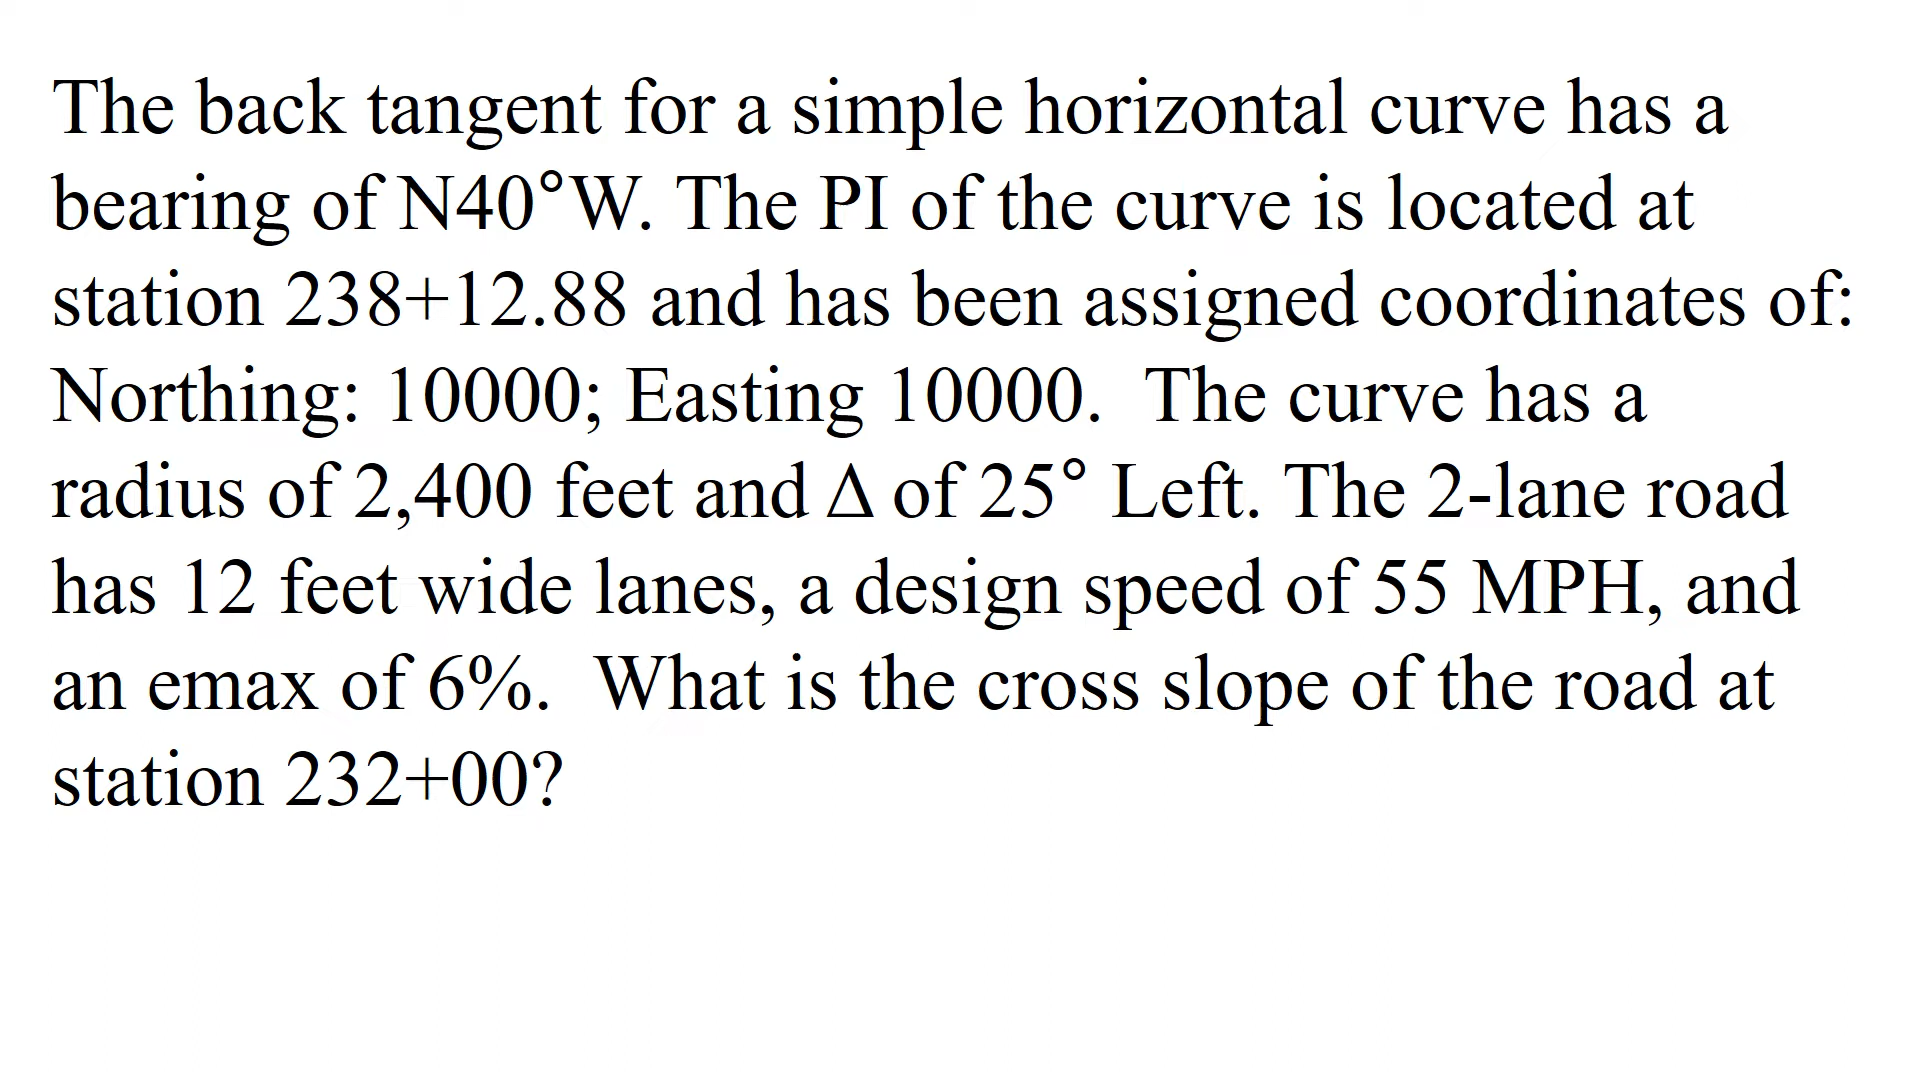 The back tangent for a simple horizontal curve has a
bearing of N40°W. The PI of the curve is located at
station 238+12.88 and has been assigned coordinates of:
Northing: 10000; Easting 10000.  The curve has a
radius of 2,400 feet and Δ of 25° Left. The 2-lane road
has 12 feet wide lanes, a design speed of 55 MPH, and
an emax of 6%.  What is the cross slope of the road at
station 232+00?